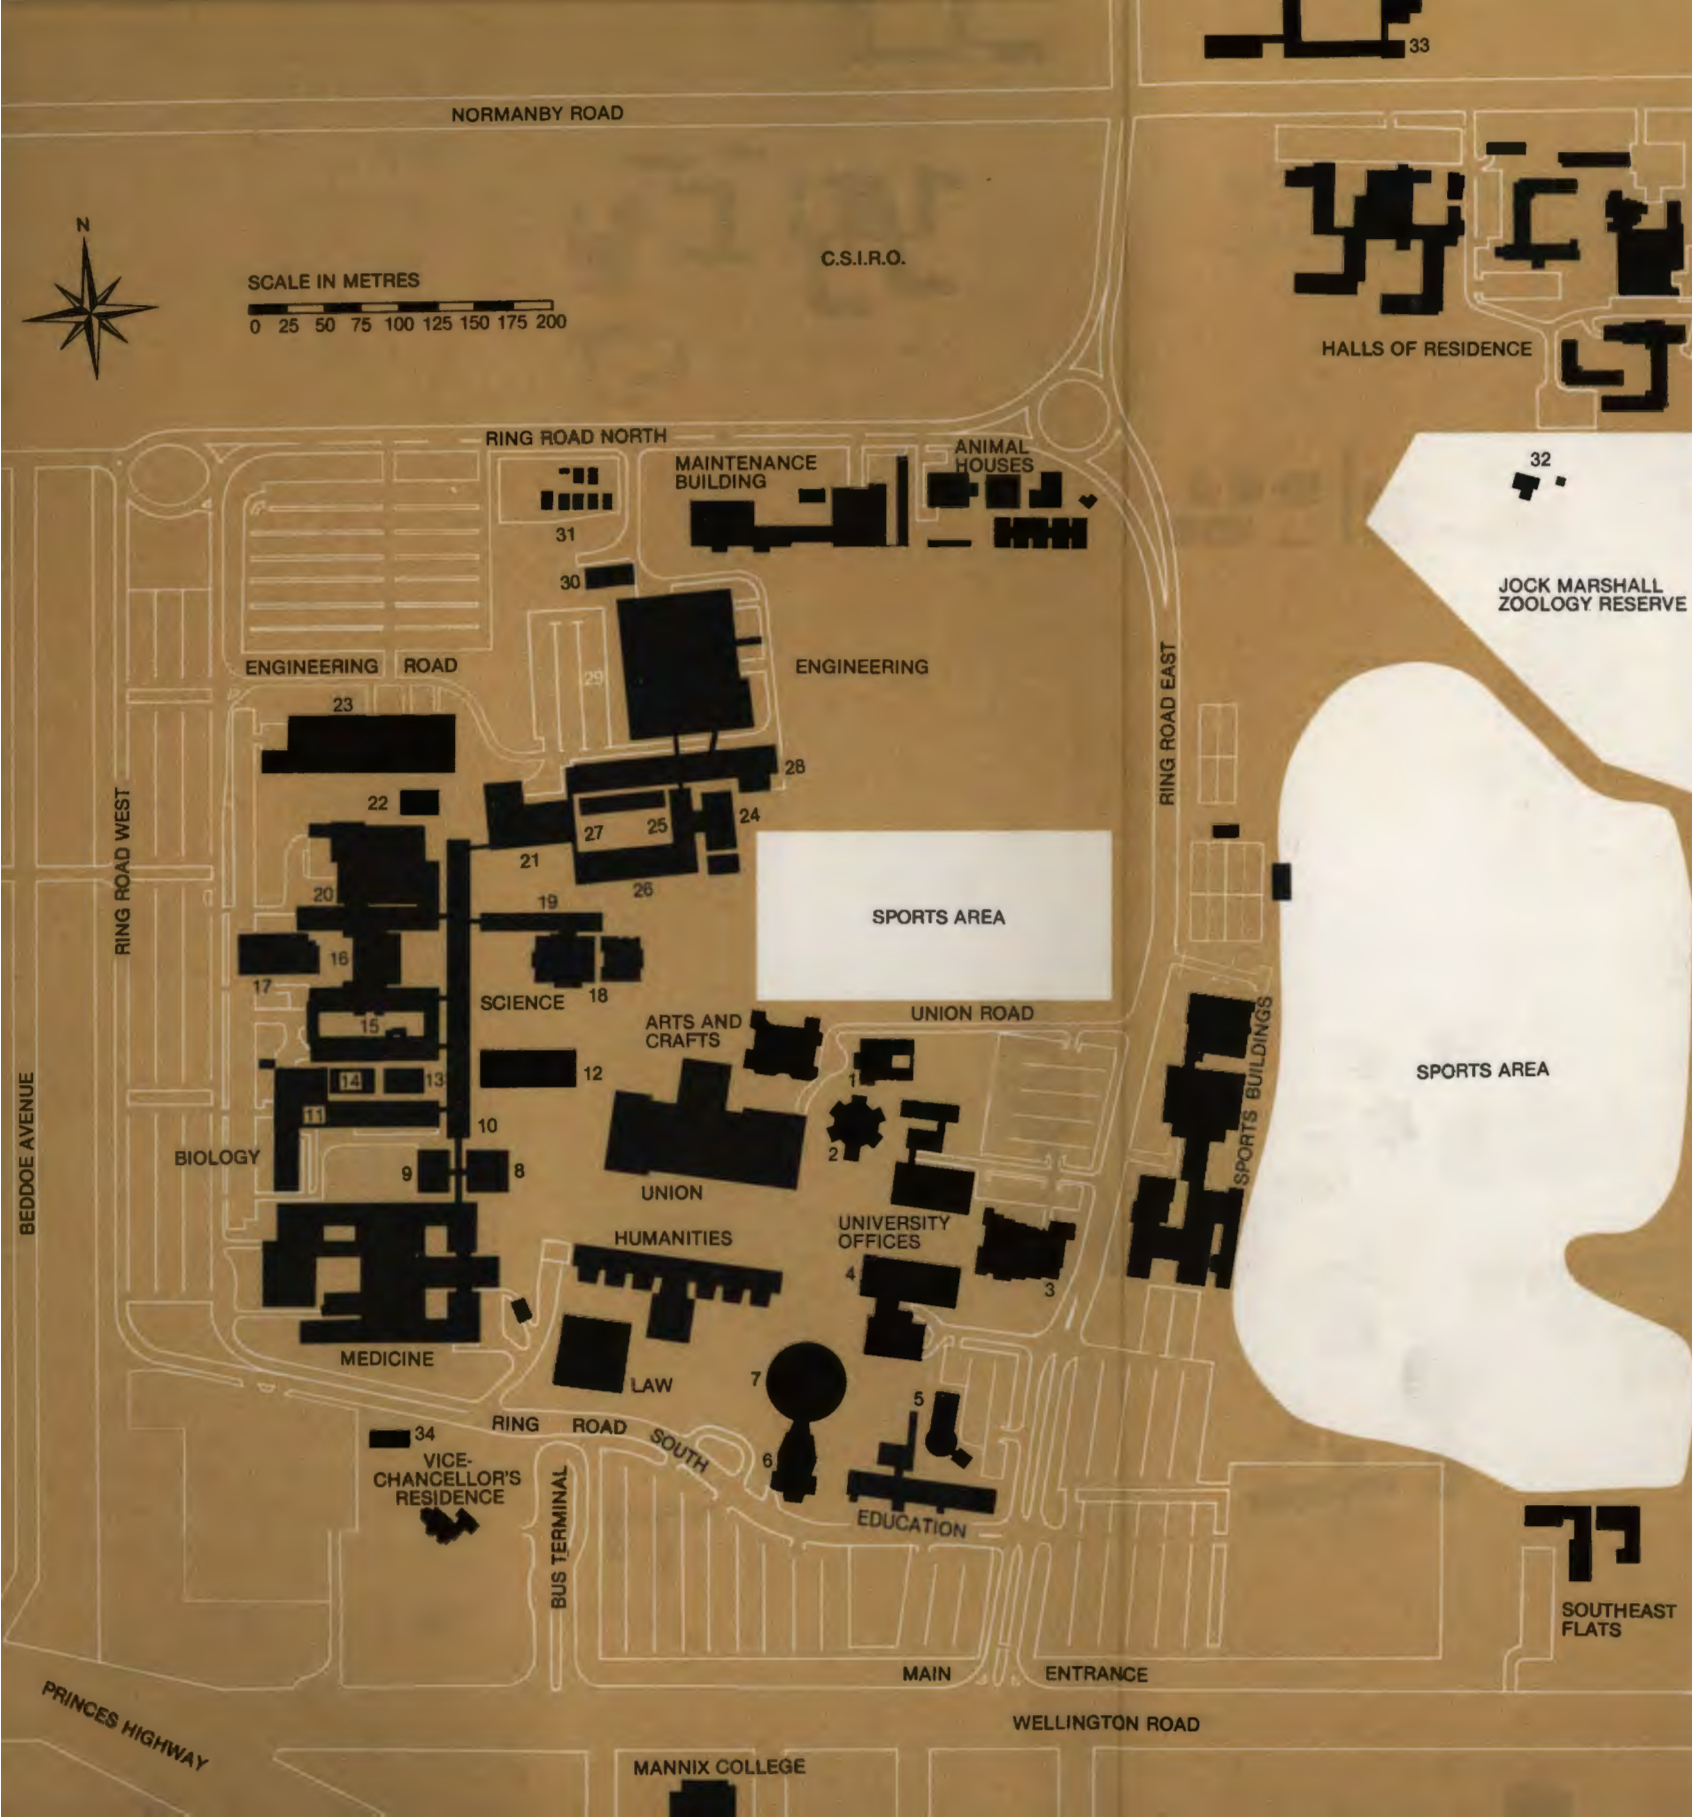 33
NORMANBY ROAD
N
C.S.I.R.O.
SCALE IN METRES
0 25 50 75 100 125 150 175 200
HALLS OF RESIDENCE
RING ROAD NORTH
MAINTENANCE
BUILDING
ANIMAL
HOUSES
32
31
30
JOCK MARSHALL
ZOOLOGY RESERVE
ENGINEERING ROAD
29
ENGINEERING
RING ROAD EAST
23
28
22
27
25
24
21
26
RING ROAD WEST
20
19
SPORTS AREA
16
17
SCIENCE
18
15
ARTS AND
CRAFTS
UNION ROAD
SPORTS BUILDINGS
SPORTS AREA
14
13
12
1
11
10
BEDDOE AVENUE
BIOLOGY
9
8
2
UNION
UNIVERSITY
OFFICES
HUMANITIES
4
3
MEDICINE
LAW
7
5
RING ROAD SOUTH
34
6
VICE-
CHANCELLOR'S
RESIDENCE
BUS TERMINAL
EDUCATION
SOUTHEAST
FLATS
MAIN ENTRANCE
PRINCES HIGHWAY
WELLINGTON ROAD
MANNIX COLLEGE